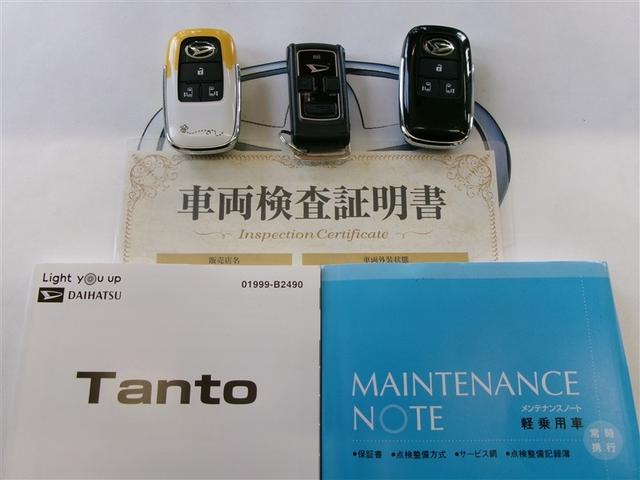 車両検査証明書
Inspection Certificate
販売店名
車両外装状態
Light you up
DAIHATSU
01999-B2490
Tanto
MAINTENANCE
NOTE
メンテナンスノート
軽乗用車
常時
携行
•保証書 •点検整備方式 •サービス網 •点検整備記録簿